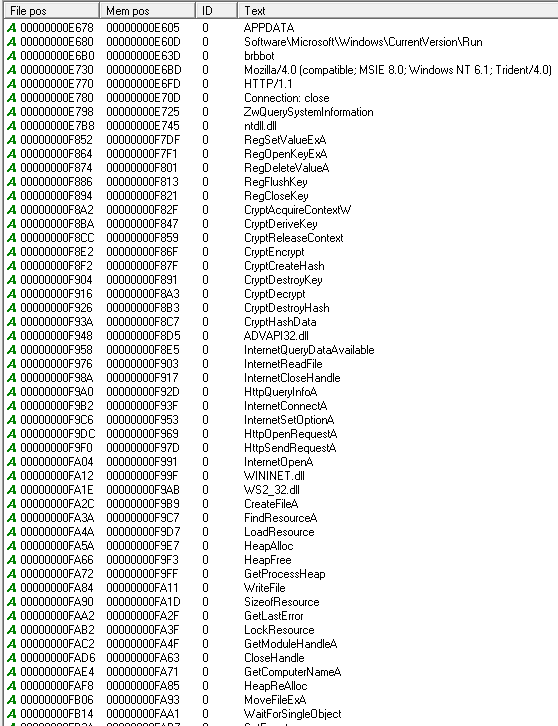 File pos Mem pos ID Text
A 00000000E678 00000000E605 0 APPDATA
A 00000000E680 00000000E60D 0 Software\Microsoft\Windows\CurrentVersion\Run
A 00000000E6B0 00000000E63D 0 brbbot
A 00000000E730 00000000E6BD 0 Mozilla/4.0 (compatible; MSIE 8.0; Windows NT 6.1; Trident/4.0)
A 00000000E770 00000000E6FD 0 HTTP/1.1
A 00000000E780 00000000E70D 0 Connection: close
A 00000000E798 00000000E725 0 ZwQuerySystemInformation
A 00000000E7B8 00000000E745 0 ntdll.dll
A 00000000F852 00000000F7DF 0 RegSetValueExA
A 00000000F864 00000000F7F1 0 RegOpenKeyExA
A 00000000F874 00000000F801 0 RegDeleteValueA
A 00000000F886 00000000F813 0 RegFlushKey
A 00000000F894 00000000F821 0 RegCloseKey
A 00000000F8A2 00000000F82F 0 CryptAcquireContextW
A 00000000F8BA 00000000F847 0 CryptDeriveKey
A 00000000F8CC 00000000F859 0 CryptReleaseContext
A 00000000F8E2 00000000F86F 0 CryptEncrypt
A 00000000F8F2 00000000F87F 0 CryptCreateHash
A 00000000F904 00000000F891 0 CryptDestroyKey
A 00000000F916 00000000F8A3 0 CryptDecrypt
A 00000000F926 00000000F8B3 0 CryptDestroyHash
A 00000000F93A 00000000F8C7 0 CryptHashData
A 00000000F948 00000000F8D5 0 ADVAPI32.dll
A 00000000F958 00000000F8E5 0 InternetQueryDataAvailable
A 00000000F976 00000000F903 0 InternetReadFile
A 00000000F98A 00000000F917 0 InternetCloseHandle
A 00000000F9A0 00000000F92D 0 HttpQueryInfoA
A 00000000F9B2 00000000F93F 0 InternetConnectA
A 00000000F9C6 00000000F953 0 InternetSetOptionA
A 00000000F9DC 00000000F969 0 HttpOpenRequestA
A 00000000F9F0 00000000F97D 0 HttpSendRequestA
A 00000000FA04 00000000F991 0 InternetOpenA
A 00000000FA12 00000000F99F 0 WININET.dll
A 00000000FA1E 00000000F9AB 0 WS2_32.dll
A 00000000FA2C 00000000F9B9 0 CreateFileA
A 00000000FA3A 00000000F9C7 0 FindResourceA
A 00000000FA4A 00000000F9D7 0 LoadResource
A 00000000FA5A 00000000F9E7 0 HeapAlloc
A 00000000FA66 00000000F9F3 0 HeapFree
A 00000000FA72 00000000F9FF 0 GetProcessHeap
A 00000000FA84 00000000FA11 0 WriteFile
A 00000000FA90 00000000FA1D 0 SizeofResource
A 00000000FAA2 00000000FA2F 0 GetLastError
A 00000000FAB2 00000000FA3F 0 LockResource
A 00000000FAC2 00000000FA4F 0 GetModuleHandleA
A 00000000FAD6 00000000FA63 0 CloseHandle
A 00000000FAE4 00000000FA71 0 GetComputerNameA
A 00000000FAF8 00000000FA85 0 HeapReAlloc
A 00000000FB06 00000000FA93 0 MoveFileExA
A 00000000FB14 00000000FAA1 0 WaitForSingleObject